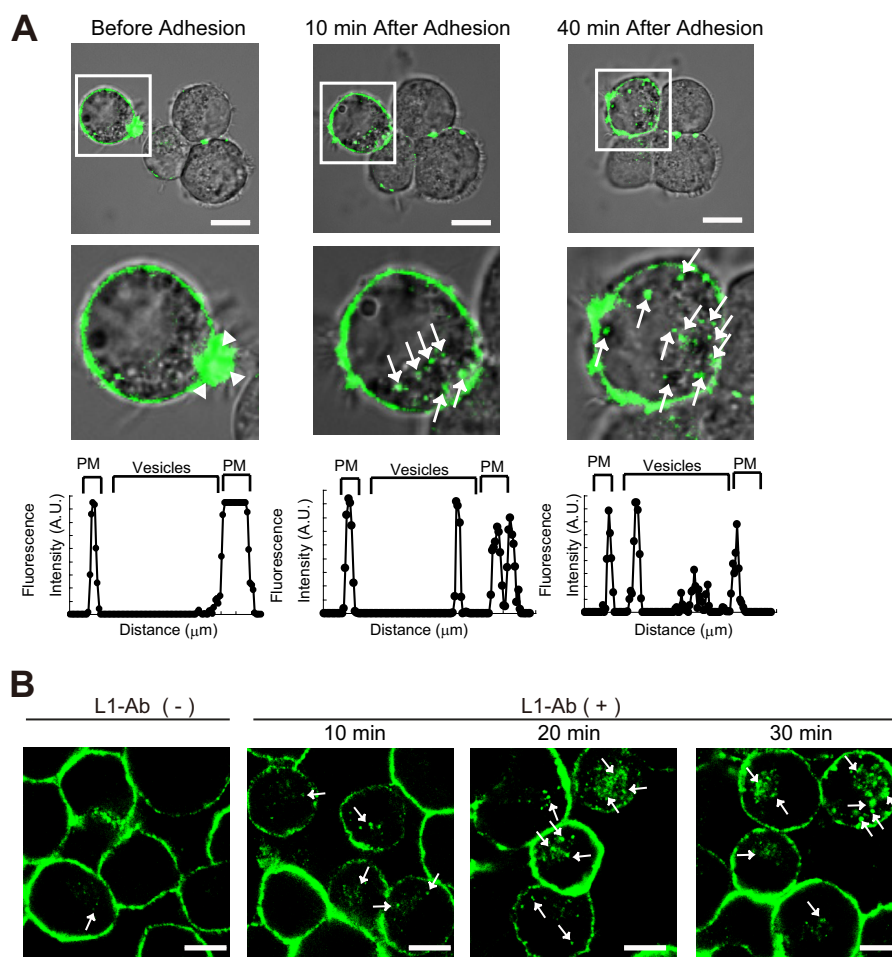 A
Before Adhesion
10 min After Adhesion
40 min After Adhesion
PM
Vesicles
PM
Fluorescence
Intensity (A.U.)
Distance (μm)
PM
Vesicles
PM
Fluorescence
Intensity (A.U.)
Distance (μm)
PM
Vesicles
PM
Fluorescence
Intensity (A.U.)
Distance (μm)
B
L1-Ab ( - )
L1-Ab ( + )
10 min
20 min
30 min